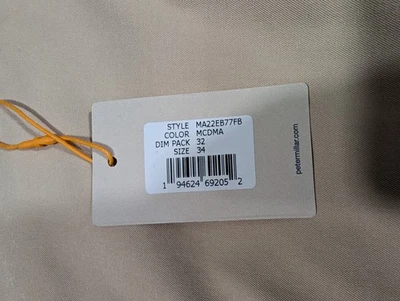 STYLE MA22EB77FB
COLOR MCDMA
DIM PACK 32
SIZE 34
1 94624 69205 2
petermillar.com